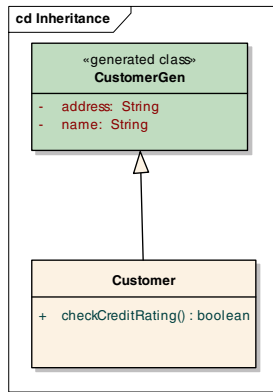 cd Inheritance
«generated class»
CustomerGen
- address: String
- name: String
Customer
+ checkCreditRating() : boolean